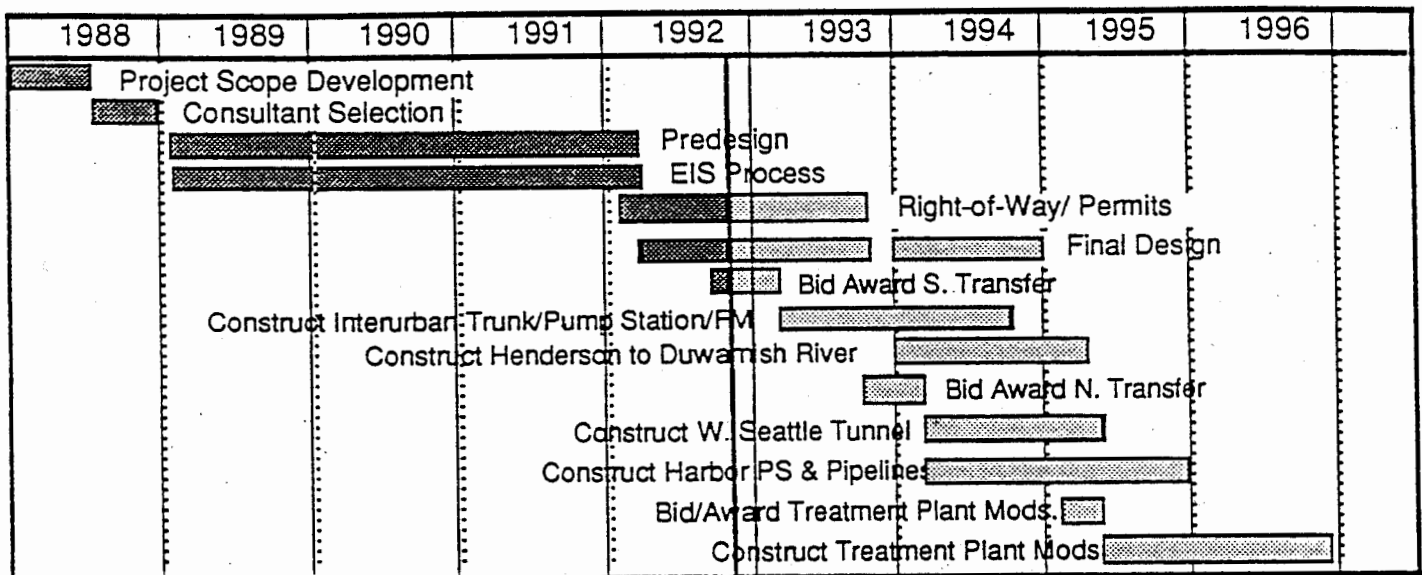 1988 1989 1990 1991 1992 1993 1994 1995 1996
Project Scope Development
Consultant Selection
Predesign
EIS Process
Right-of-Way/ Permits
Final Design
Bid Award S. Transfer
Construct Interurban Trunk/Pump Station/FM
Construct Henderson to Duwamish River
Bid Award N. Transfer
Construct W. Seattle Tunnel
Construct Harbor PS & Pipelines
Bid/Award Treatment Plant Mods.
Construct Treatment Plant Mods